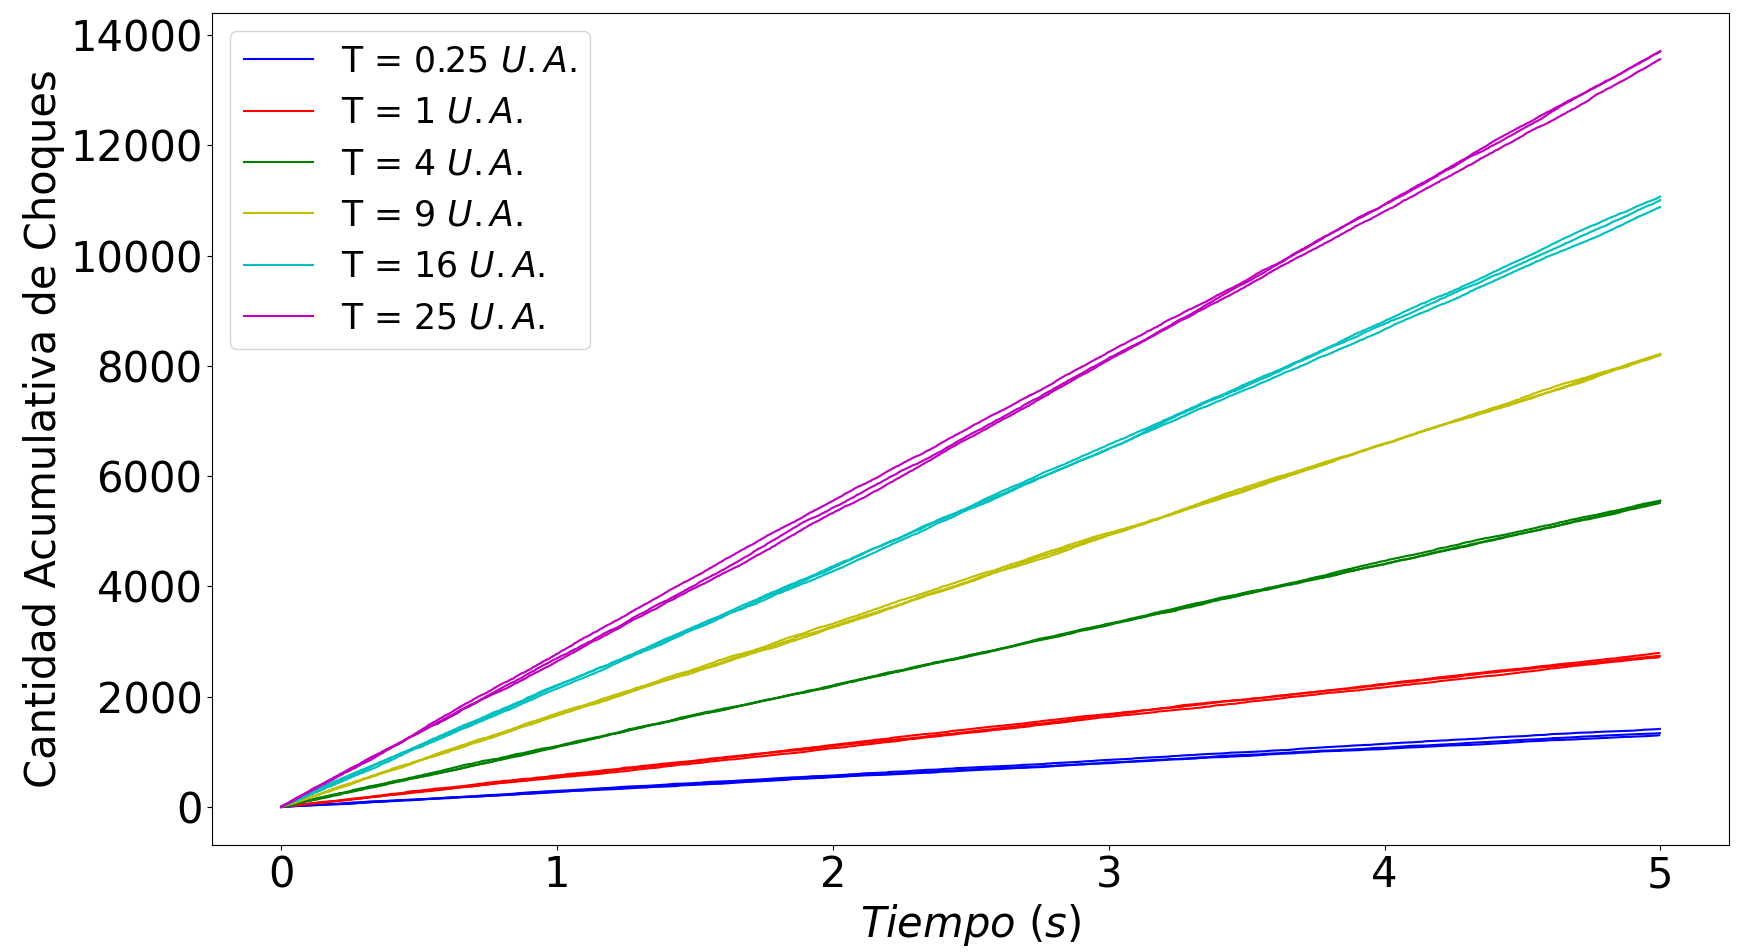 Cantidad Acumulativa de Choques
14000
12000
10000
8000
6000
4000
2000
0
T = 0.25 U.A.
T = 1 U.A.
T = 4 U.A.
T = 9 U.A.
T = 16 U.A.
T = 25 U.A.
0 1 2 3 4 5
Tiempo (s)